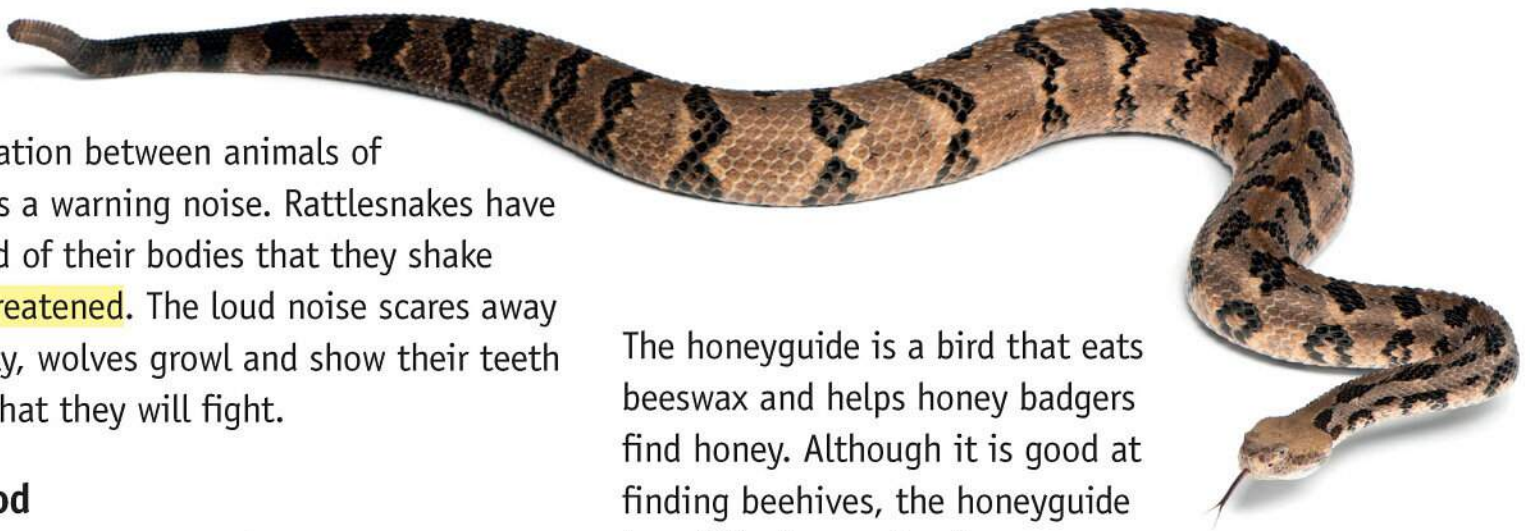 ation between animals of
s a warning noise. Rattlesnakes have
d of their bodies that they shake
reatened. The loud noise scares away
y, wolves growl and show their teeth
hat they will fight.
od
The honeyguide is a bird that eats
beeswax and helps honey badgers
find honey. Although it is good at
finding beehives, the honeyguide